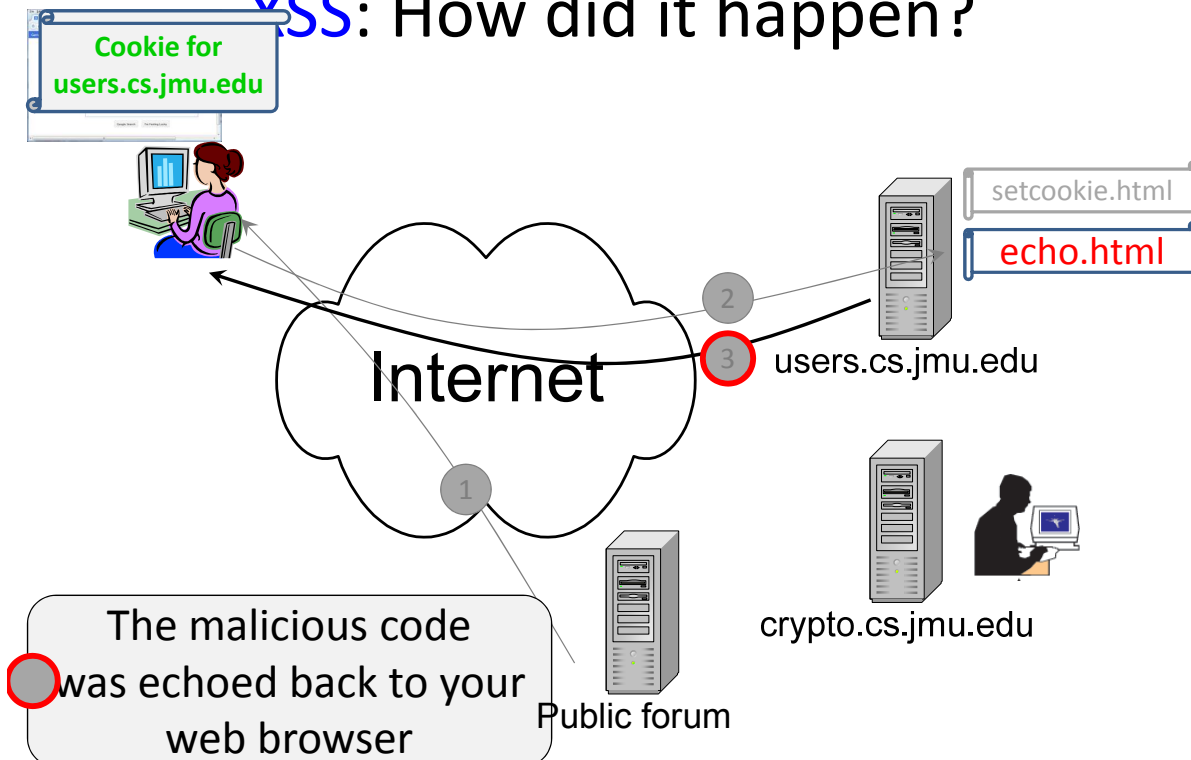 XSS: How did it happen?
Cookie for
users.cs.jmu.edu
setcookie.html
echo.html
2
3
users.cs.jmu.edu
Internet
1
crypto.cs.jmu.edu
The malicious code
was echoed back to your
web browser
Public forum